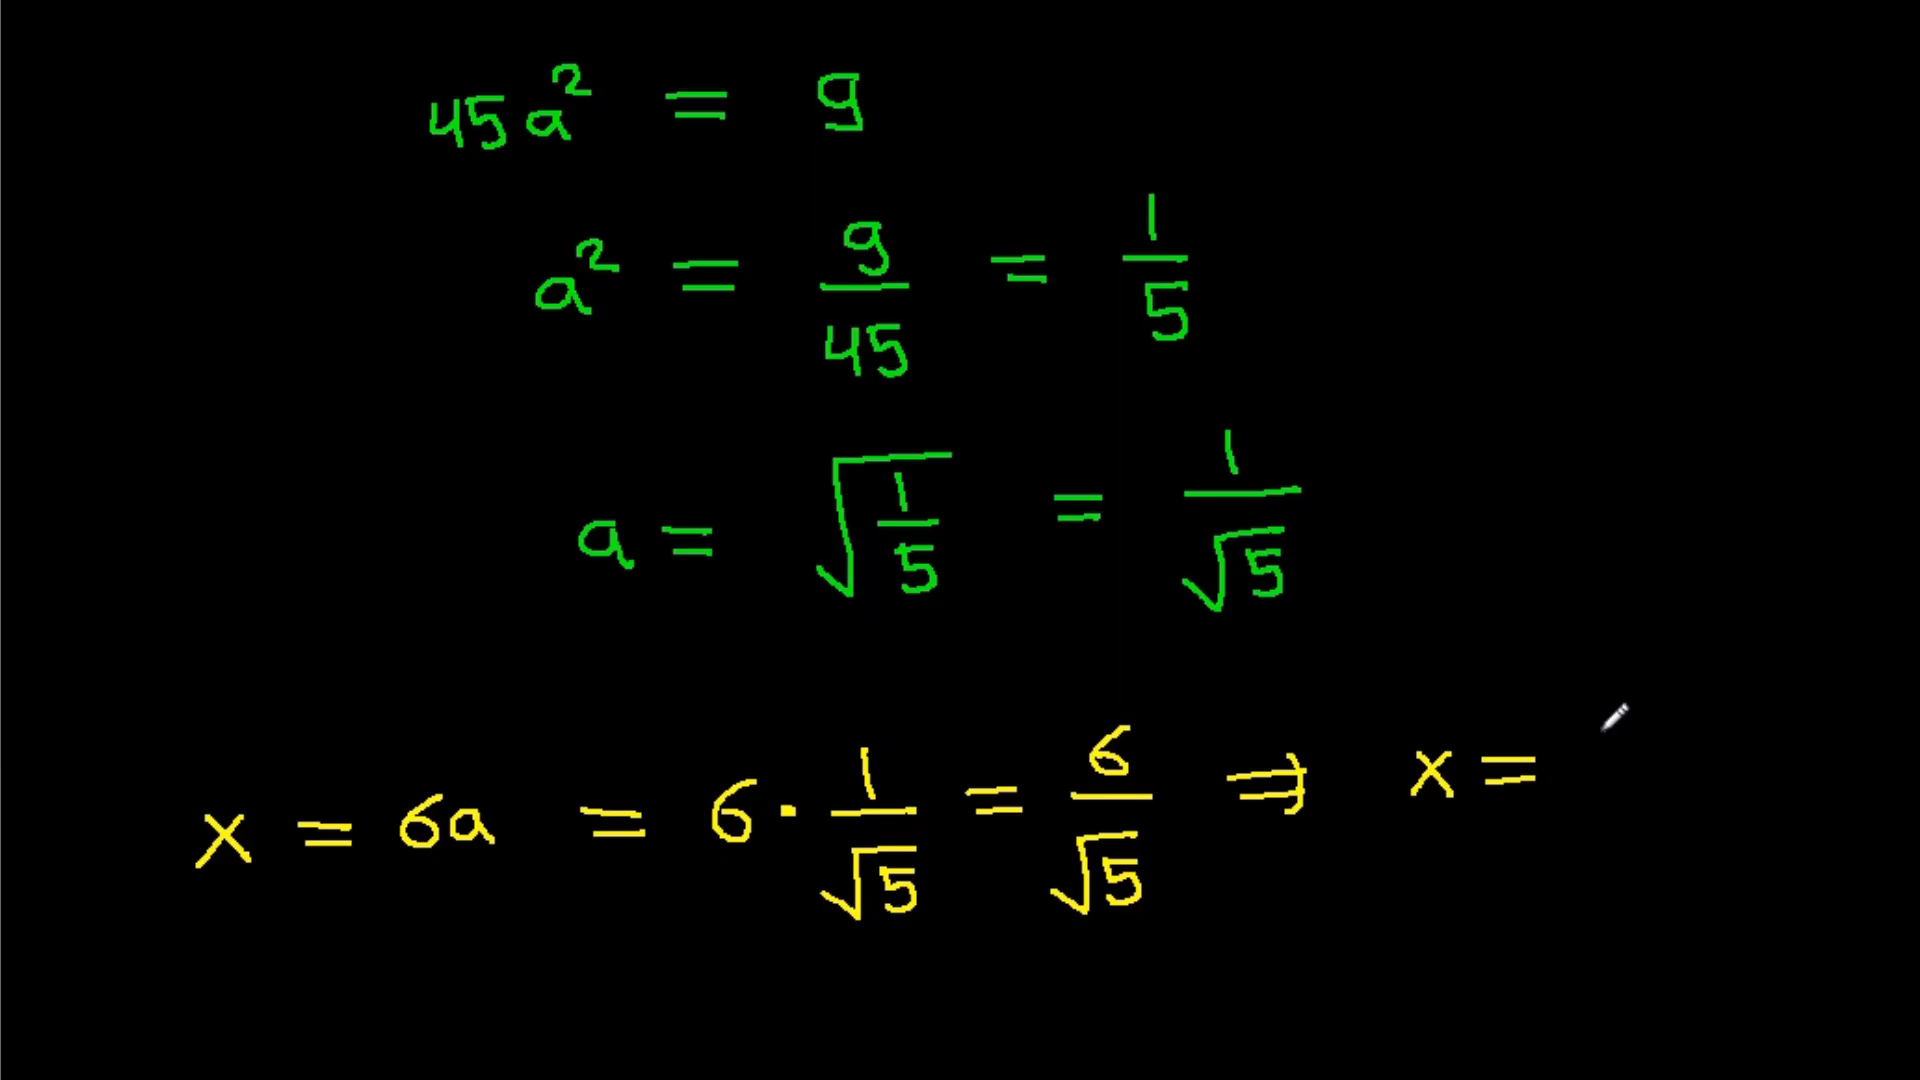 45a² = 9
a² = 9/45 = 1/5
a = √(1/5) = 1/√5
x = 6a = 6 · 1/√5 = 6/√5 ⇒ x =